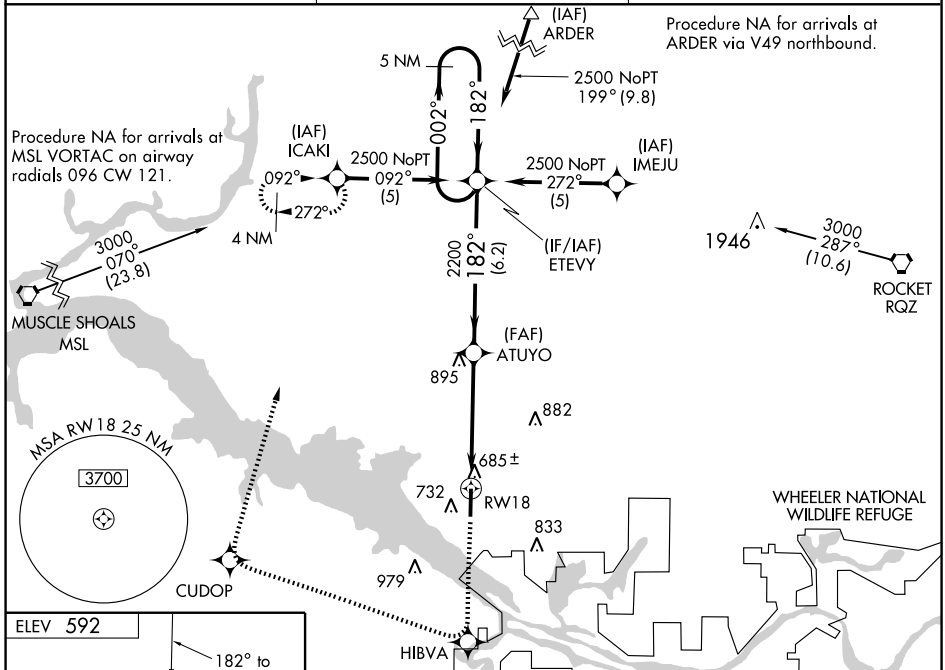 (IAF)
ARDER
Procedure NA for arrivals at
ARDER via V49 northbound.
5 NM
2500 NoPT
199° (9.8)
002°
182°
Procedure NA for arrivals at
MSL VORTAC on airway
radials 096 CW 121.
(IAF)
ICAKI
2500 NoPT
092°
(5)
092°
272°
4 NM
(IAF)
IMEJU
2500 NoPT
272°
(5)
(IF/IAF)
ETEVY
3000
070°
(23.8)
MUSCLE SHOALS
MSL
2200
182°
(6.2)
1946
3000
287°
(10.6)
ROCKET
RQZ
(FAF)
ATUYO
895
882
MSA RW18 25 NM
3700
685±
732
RW18
833
979
WHEELER NATIONAL
WILDLIFE REFUGE
CUDOP
HIBVA
ELEV 592
182° to